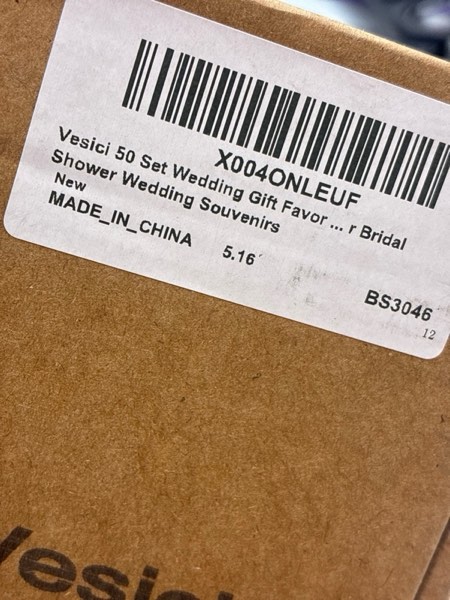 X004ONLEUF
Vesici 50 Set Wedding Gift Favor ... r Bridal
Shower Wedding Souvenirs
New
MADE_IN_CHINA
5.16
BS3046
12
Vesici